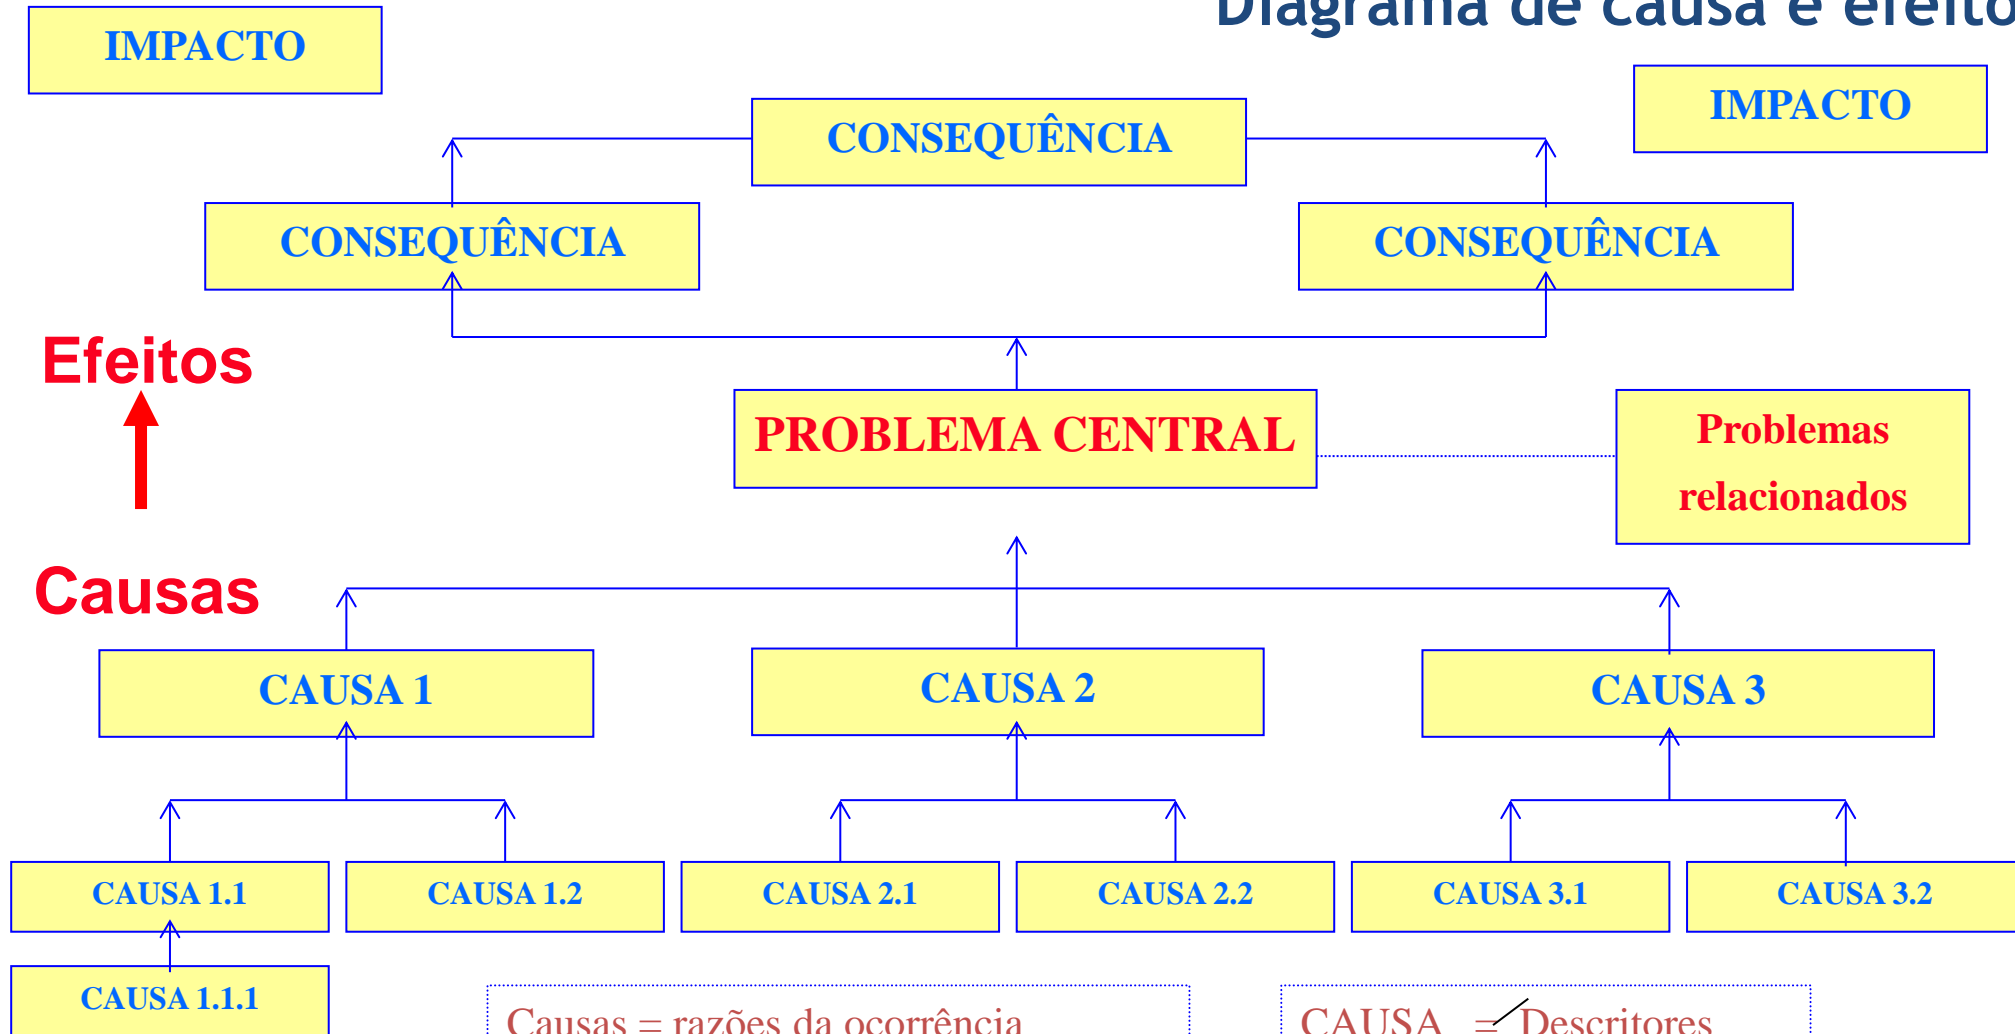 Diagrama de causa e efeito
IMPACTO
IMPACTO
CONSEQUÊNCIA
CONSEQUÊNCIA
CONSEQUÊNCIA
Efeitos
PROBLEMA CENTRAL
Problemas
relacionados
Causas
CAUSA 1
CAUSA 2
CAUSA 3
CAUSA 1.1
CAUSA 1.2
CAUSA 2.1
CAUSA 2.2
CAUSA 3.1
CAUSA 3.2
CAUSA 1.1.1
Causas = razões da ocorrência
CAUSA = Descritores